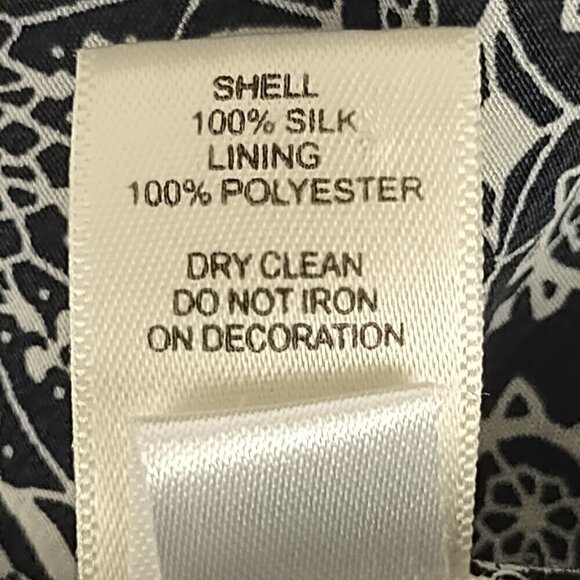 SHELL
100% SILK
LINING
100% POLYESTER
DRY CLEAN
DO NOT IRON
ON DECORATION